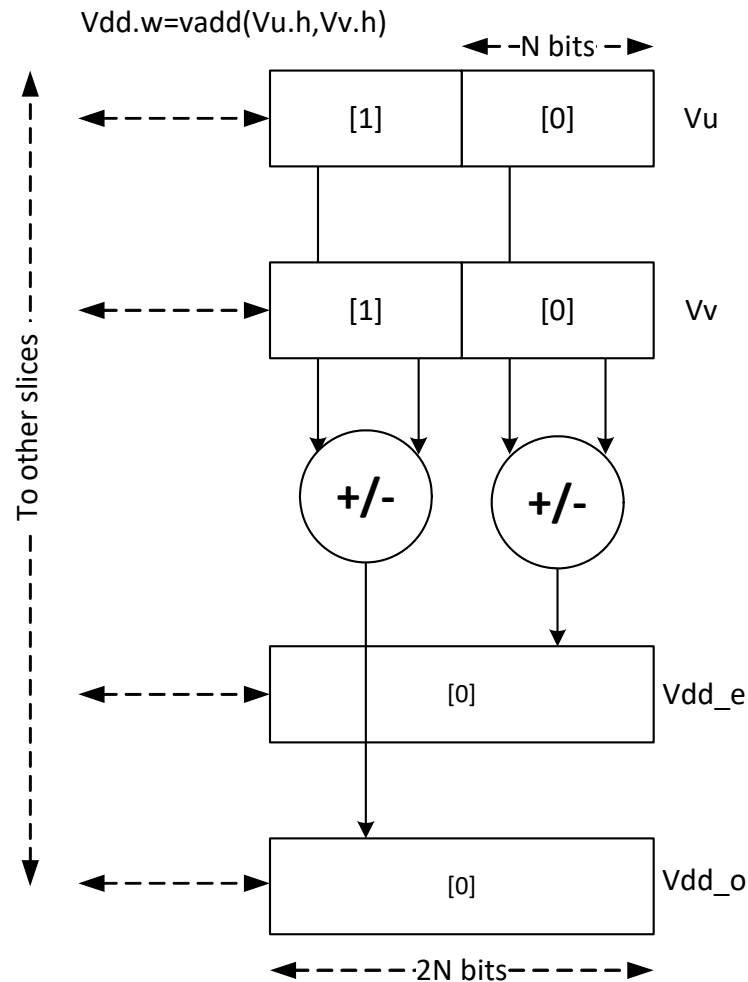 Vdd.w=vadd(Vu.h,Vv.h)
N bits
[1] [0] Vu
[1] [0] Vv
To other slices
+/- +/-
[0] Vdd_e
[0] Vdd_o
2N bits